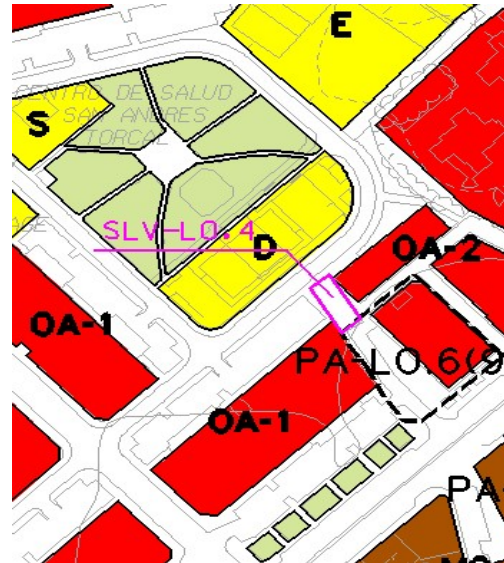 E
CENTRO DE SALUD
SAN ANDRES
TORCAL
S
SLV-LO.4
D
OA-2
OA-1
PA-LO.6(9
OA-1
PA-